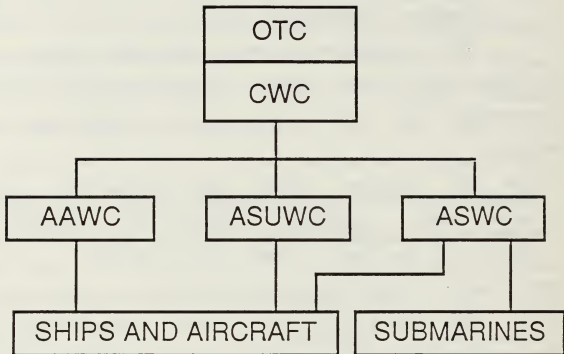 OTC
CWC
AAWC ASUWC ASWC
SHIPS AND AIRCRAFT SUBMARINES